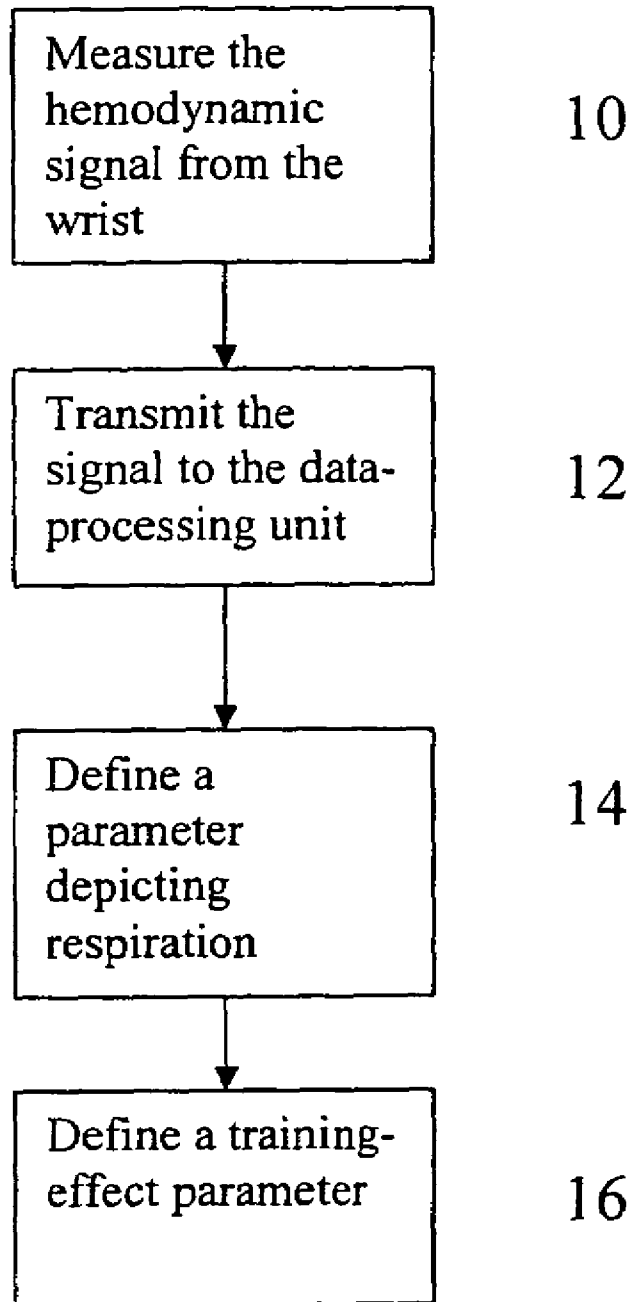 Measure the
hemodynamic
signal from the
wrist
10
Transmit the
signal to the data-
processing unit
12
Define a
parameter
depicting
respiration
14
Define a training-
effect parameter
16